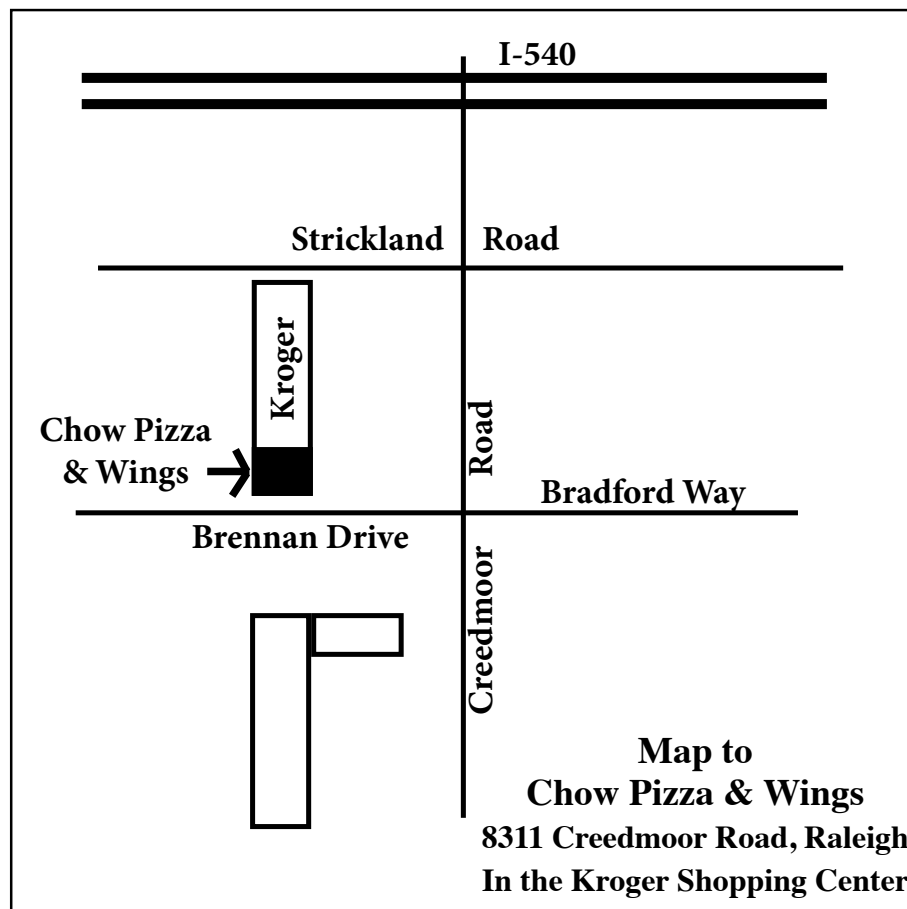 I-540
Strickland Road
Kroger
Chow Pizza
& Wings
Road
Bradford Way
Brennan Drive
Creedmoor
Map to
Chow Pizza & Wings
8311 Creedmoor Road, Raleigh
In the Kroger Shopping Center